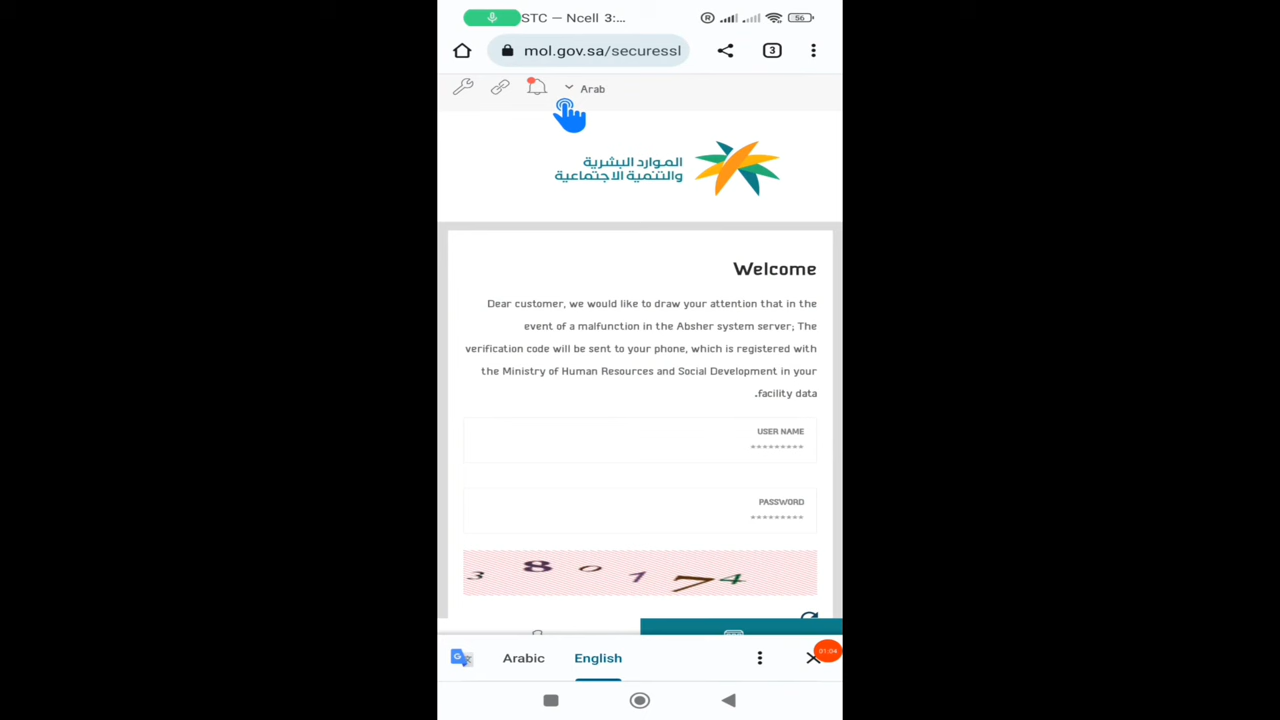 STC — Ncell 3:...
R
56
mol.gov.sa/securessl
3
Arab
الموارد البشرية
والتنمية الاجتماعية
Welcome
Dear customer, we would like to draw your attention that in the
event of a malfunction in the Absher system server; The
verification code will be sent to your phone, which is registered with
the Ministry of Human Resources and Social Development in your
.facility data
USER NAME
*********
PASSWORD
*********
3 8 0 1 7 4
G
Arabic
English
01:04